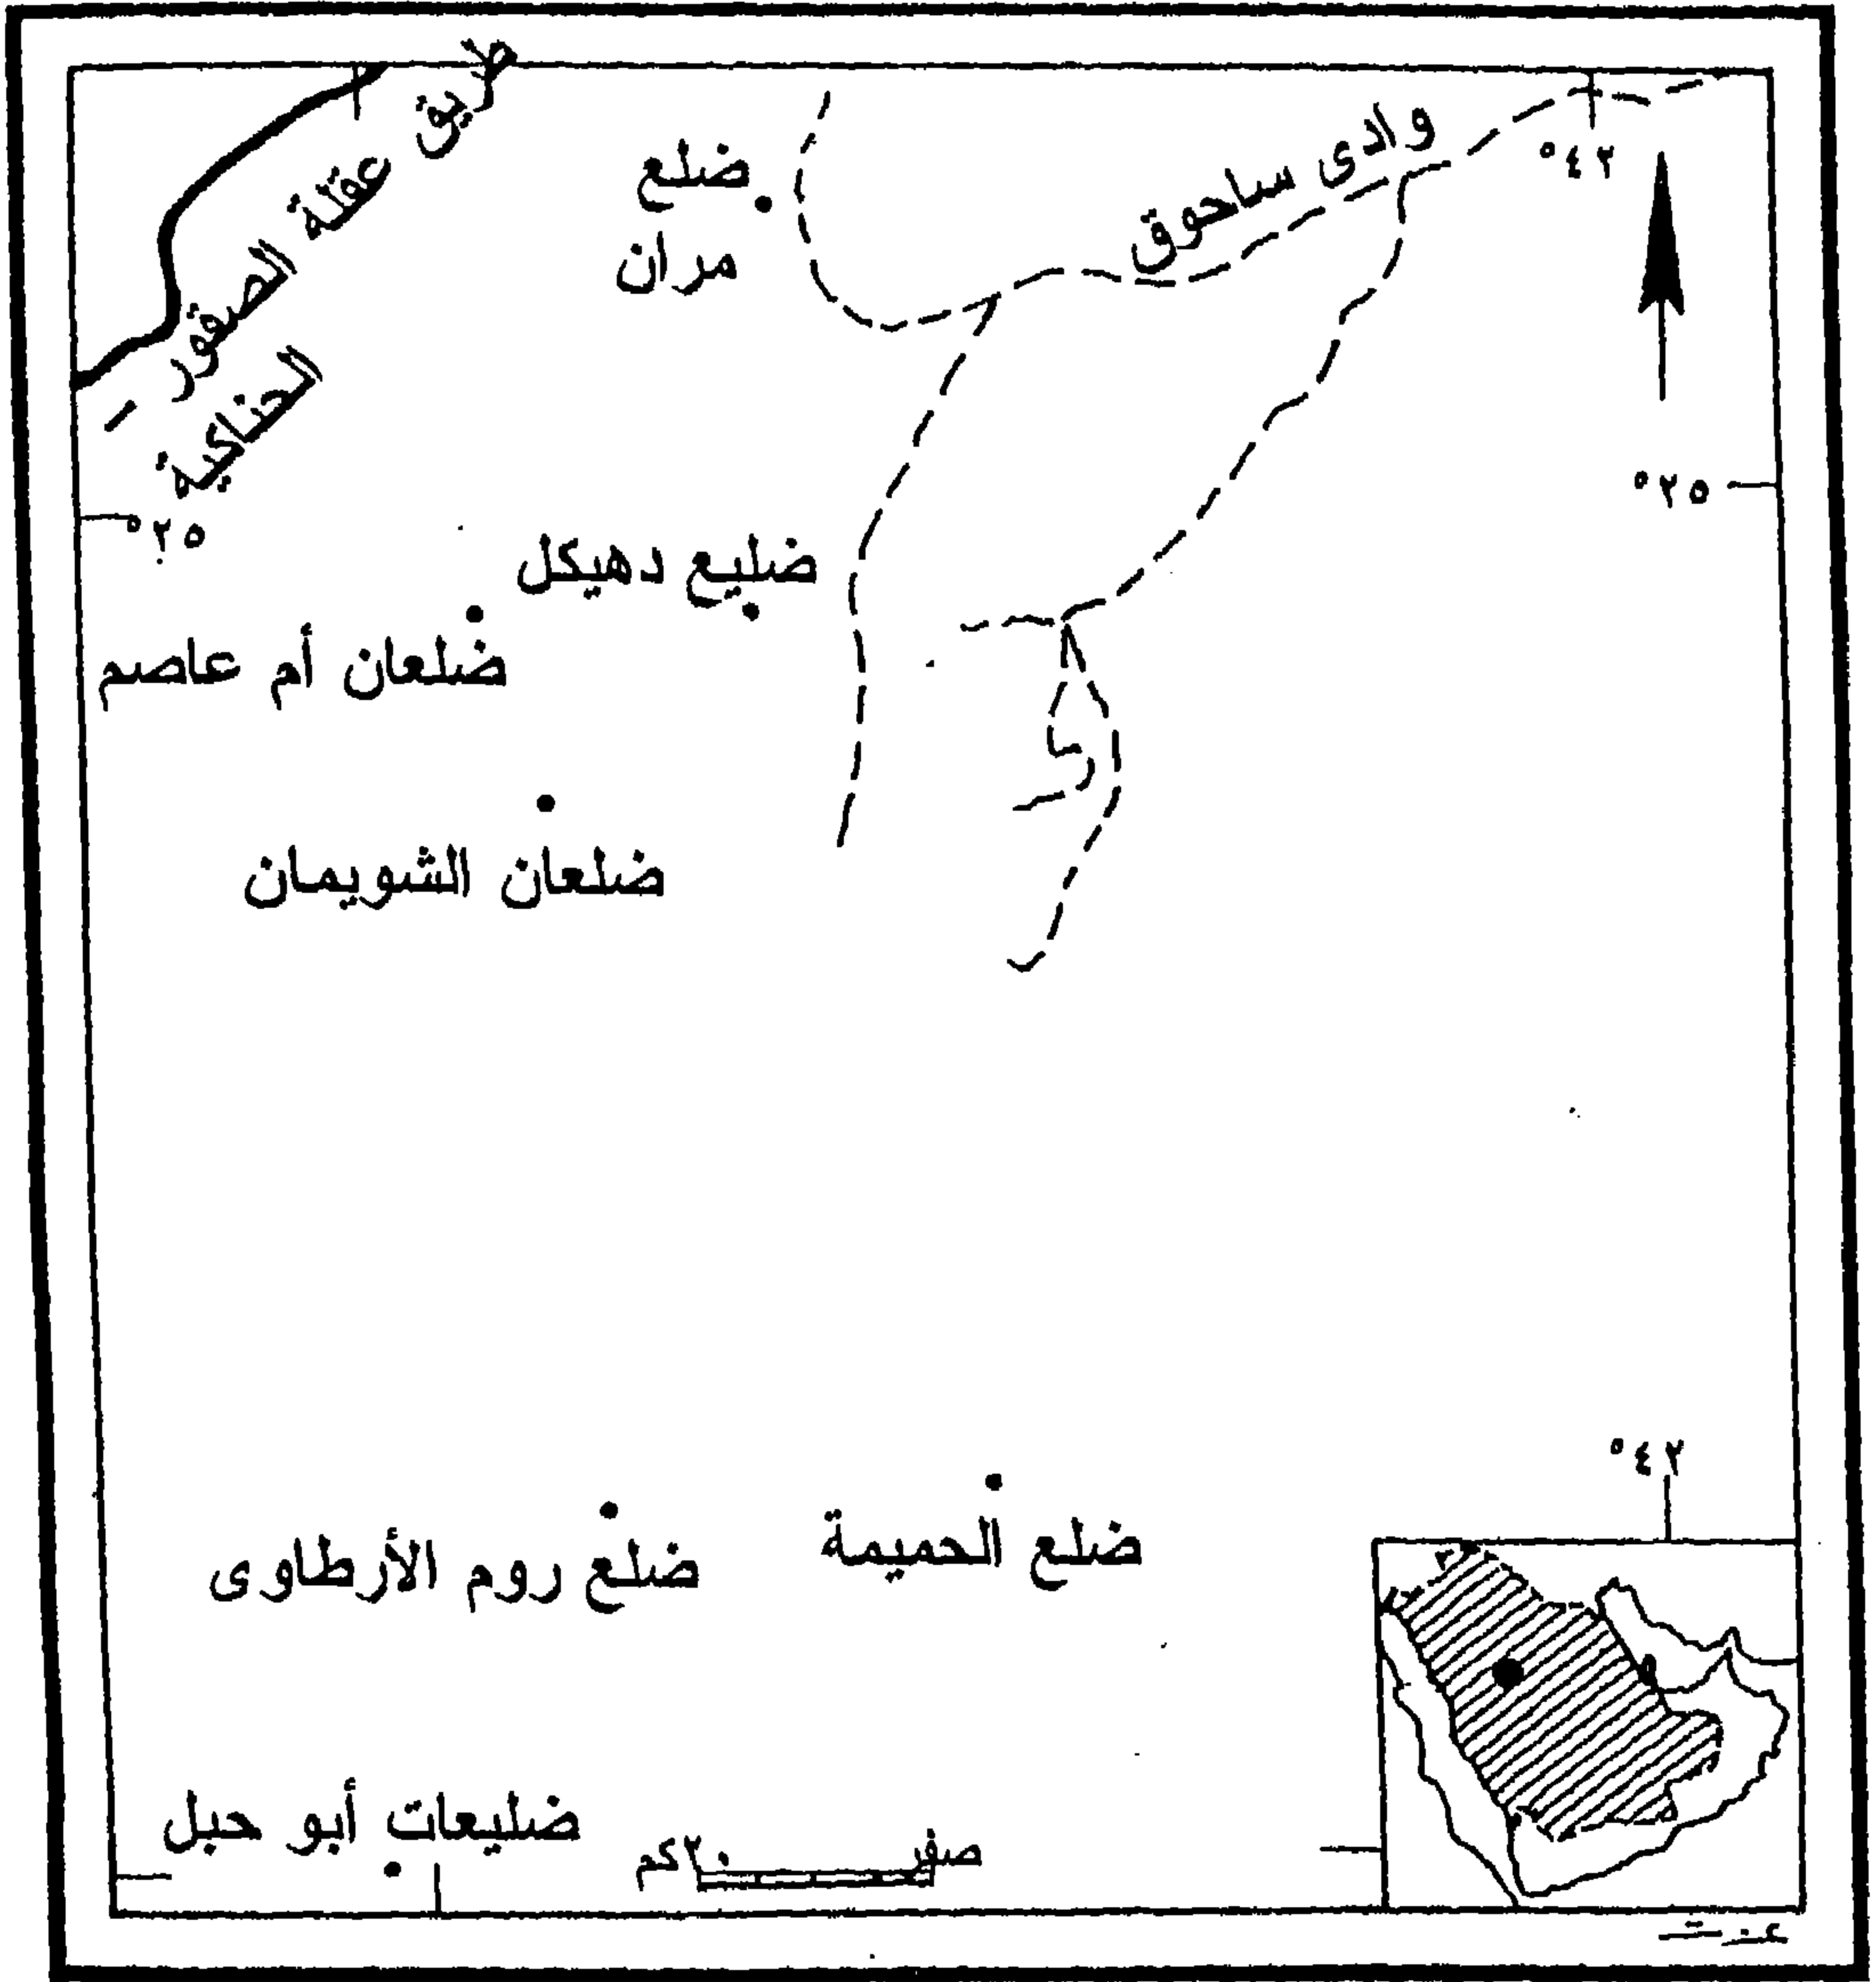 طريق عقلة الصقور -
الحناكية
ضلع
مران
وادى ساحوق
°٤٢
°٢٥
°٢٥
ضليع دهيكل
ضلعان أم عاصم
ضلعان الشويمان
°٤٢
ضلع الحميمة
ضلع روم الأرطاوى
ضليعات أبو حبل
صفر ٢٠كم